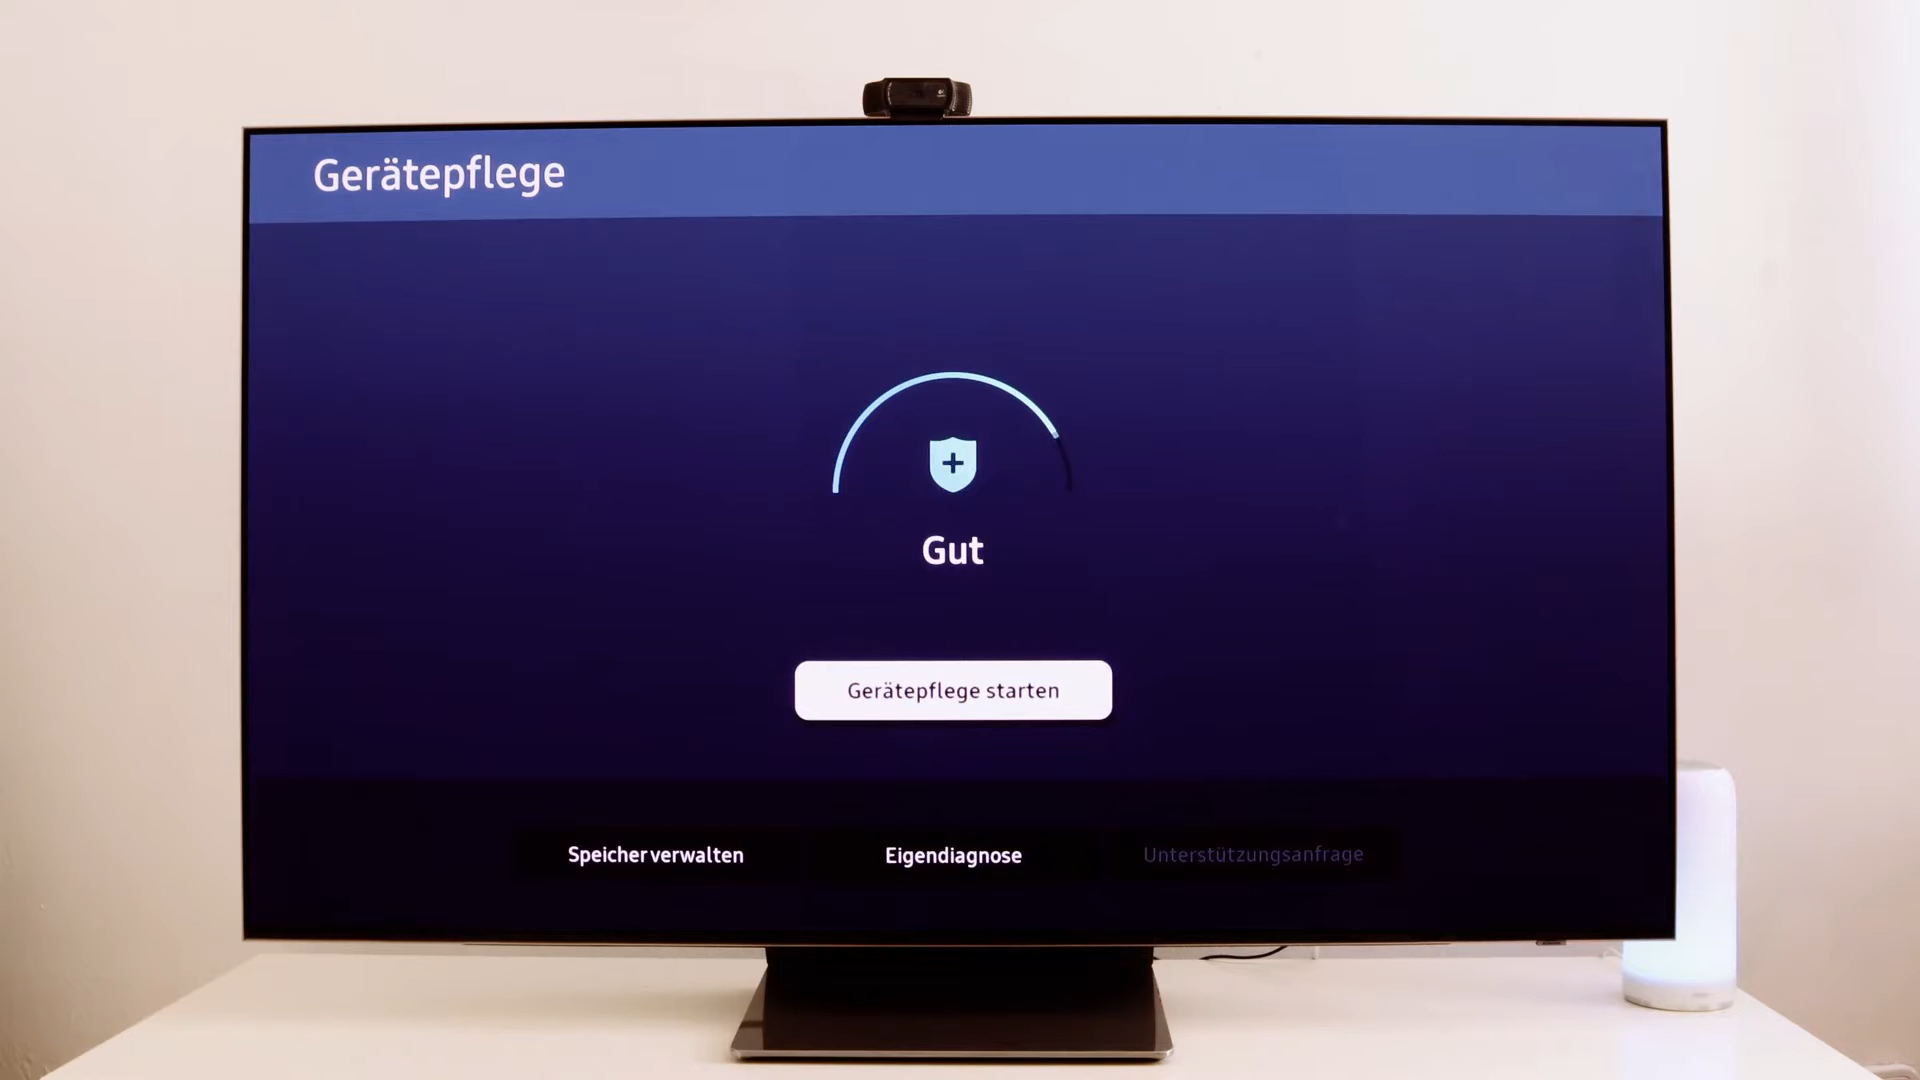 Gerätepflege
Gut
Gerätepflege starten
Speicher verwalten
Eigendiagnose
Unterstützungsanfrage